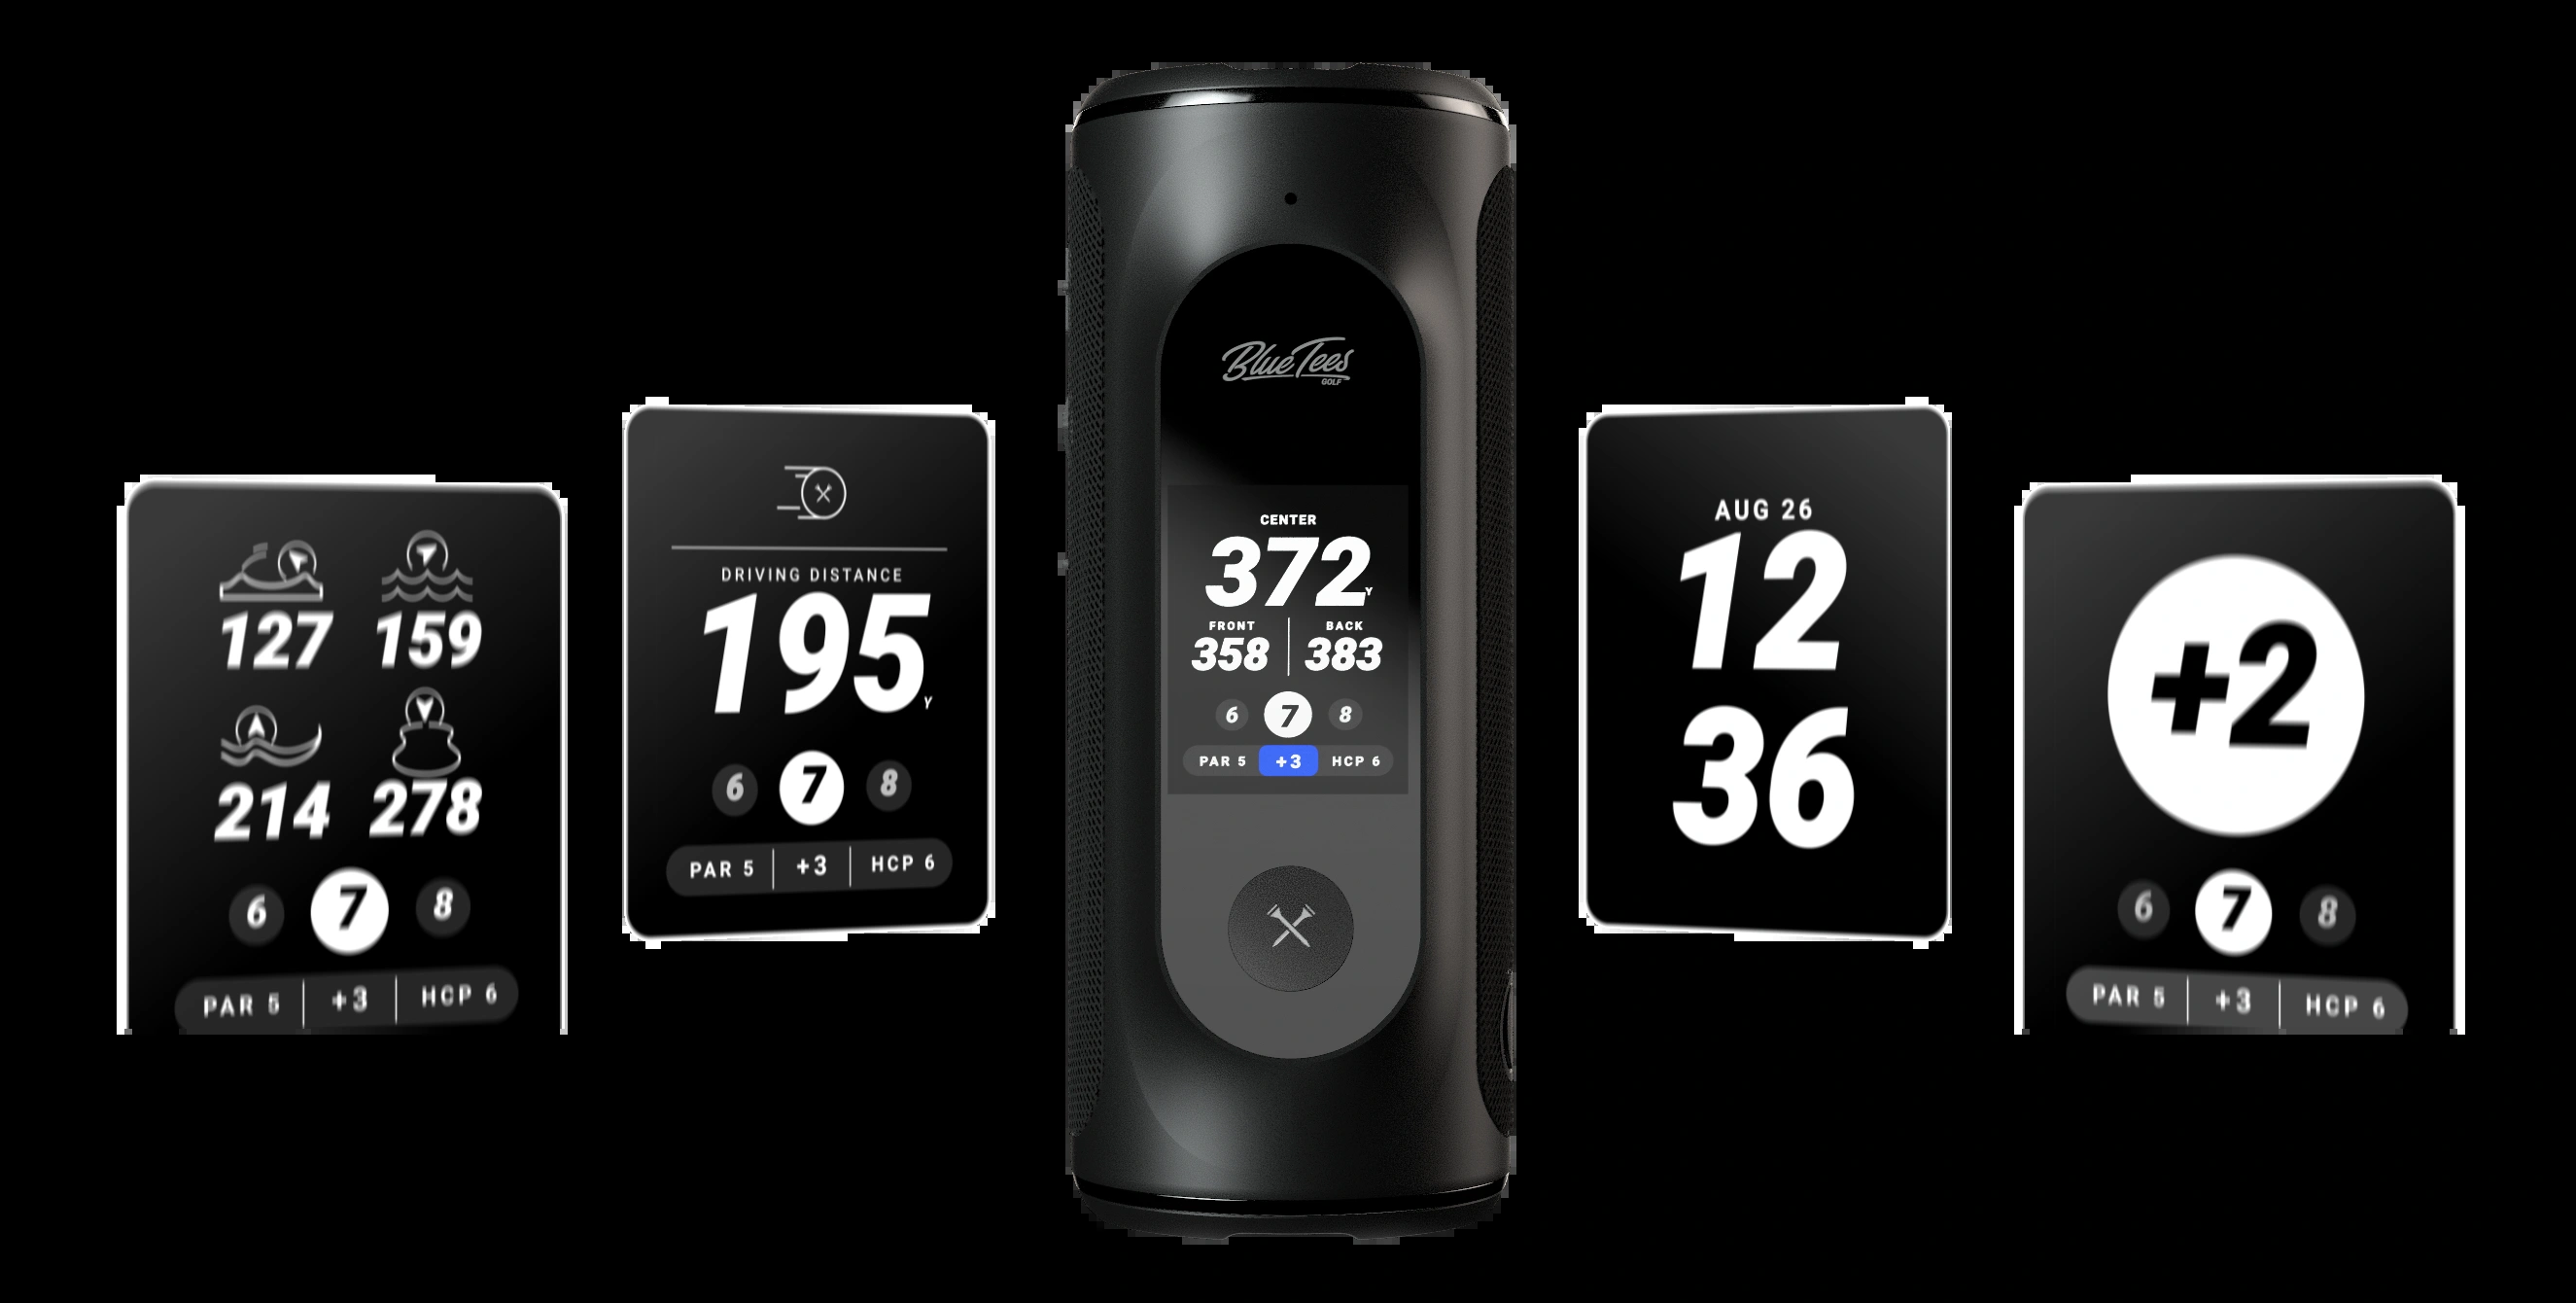 127 159
214 278
6 7 8
PAR 5 +3 HCP 6
DRIVING DISTANCE
195Y
6 7 8
PAR 5 +3 HCP 6
Blue Tees
GOLF
CENTER
372Y
FRONT BACK
358 383
6 7 8
PAR 5 +3 HCP 6
AUG 26
12
36
+2
6 7 8
PAR 5 +3 HCP 6